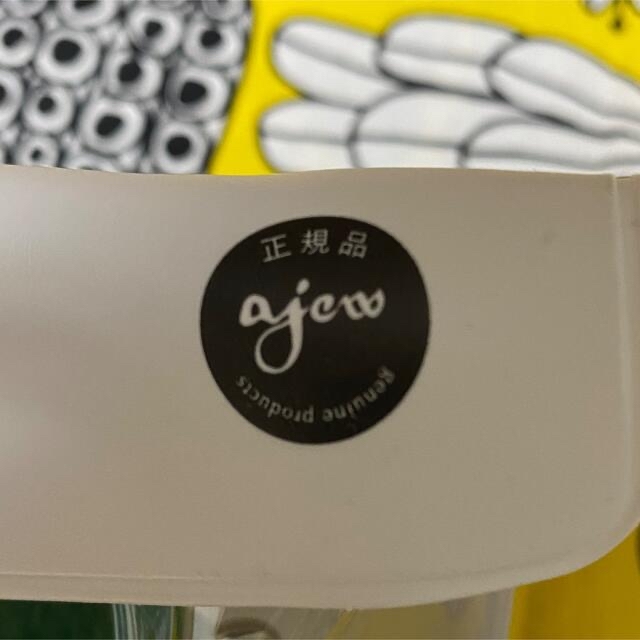 正規品
ajew
genuine products